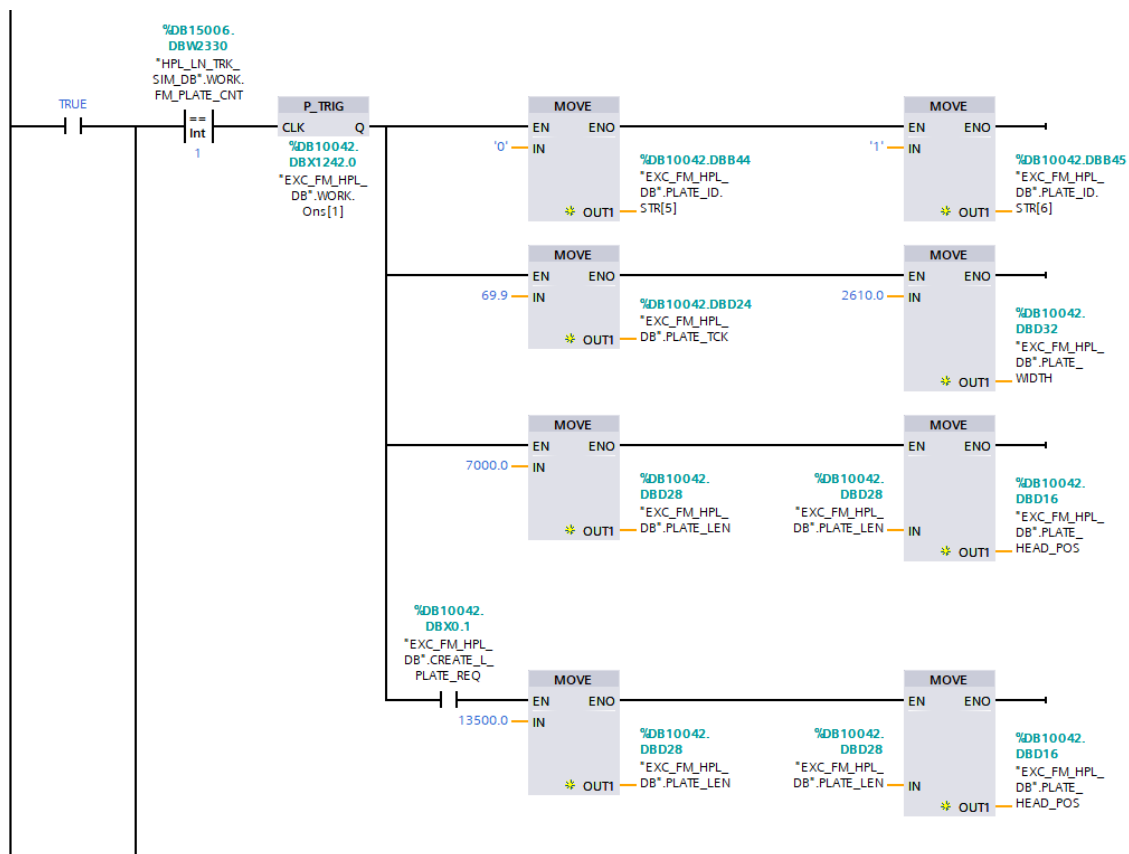 %DB15006.
DBW2330
"HPL_LN_TRK_
SIM_DB".WORK.
FM_PLATE_CNT
TRUE
==
Int
1
P_TRIG
CLK Q
%DB10042.
DBX1242.0
"EXC_FM_HPL_
DB".WORK.
Ons[1]
MOVE
EN ENO
'0' IN
OUT1
%DB10042.DBB44
"EXC_FM_HPL_
DB".PLATE_ID.
STR[5]
MOVE
EN ENO
'1' IN
OUT1
%DB10042.DBB45
"EXC_FM_HPL_
DB".PLATE_ID.
STR[6]
MOVE
EN ENO
69.9 IN
OUT1
%DB10042.DBD24
"EXC_FM_HPL_
DB".PLATE_TCK
MOVE
EN ENO
2610.0 IN
OUT1
%DB10042.
DBD32
"EXC_FM_HPL_
DB".PLATE_
WIDTH
MOVE
EN ENO
7000.0 IN
OUT1
%DB10042.
DBD28
"EXC_FM_HPL_
DB".PLATE_LEN
MOVE
EN ENO
%DB10042.
DBD28
"EXC_FM_HPL_
DB".PLATE_LEN IN
OUT1
%DB10042.
DBD16
"EXC_FM_HPL_
DB".PLATE_
HEAD_POS
%DB10042.
DBX0.1
"EXC_FM_HPL_
DB".CREATE_L_
PLATE_REQ
MOVE
EN ENO
13500.0 IN
OUT1
%DB10042.
DBD28
"EXC_FM_HPL_
DB".PLATE_LEN
MOVE
EN ENO
%DB10042.
DBD28
"EXC_FM_HPL_
DB".PLATE_LEN IN
OUT1
%DB10042.
DBD16
"EXC_FM_HPL_
DB".PLATE_
HEAD_POS